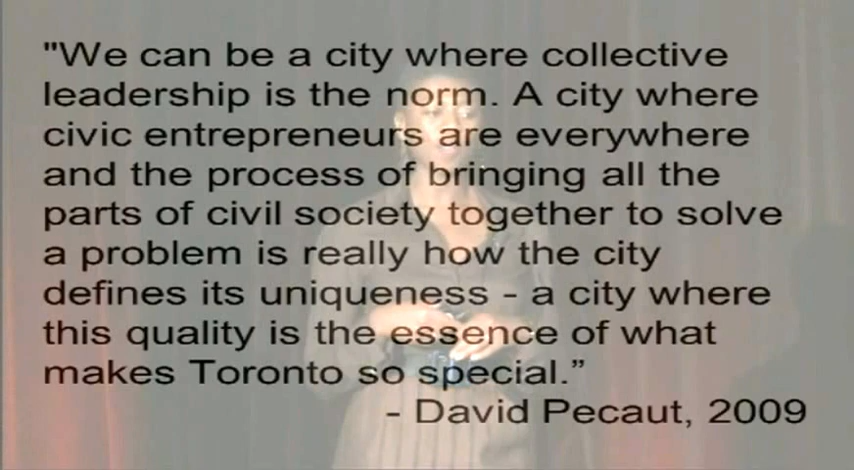 "We can be a city where collective
leadership is the norm. A city where
civic entrepreneurs are everywhere
and the process of bringing all the
parts of civil society together to solve
a problem is really how the city
defines its uniqueness - a city where
this quality is the essence of what
makes Toronto so special.”
- David Pecaut, 2009